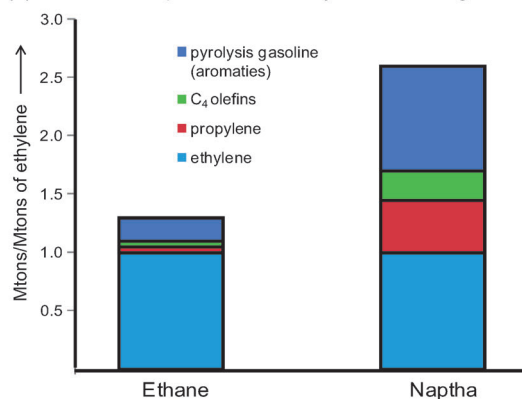 3.0
2.5
2.0
1.5
1.0
0.5
Mtons/Mtons of ethylene
pyrolysis gasoline
(aromaties)
C₄ olefins
propylene
ethylene
Ethane
Naptha